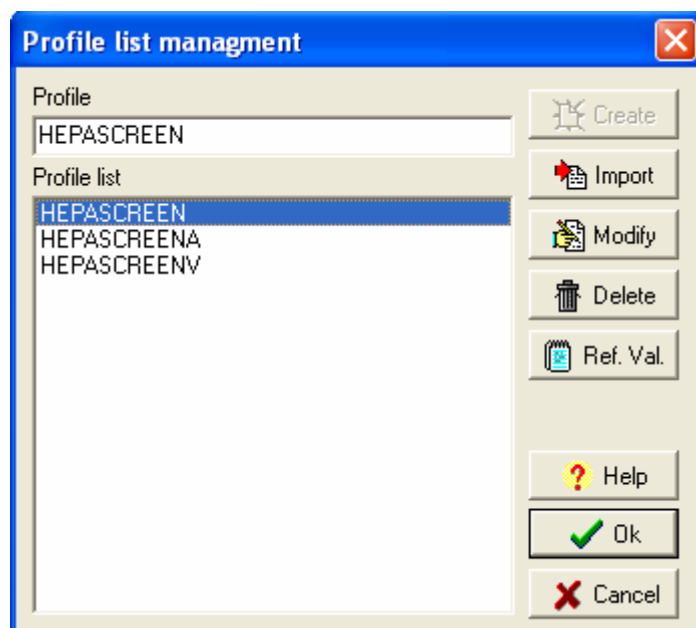 Profile list managment
Profile
HEPASCREEN
Profile list
HEPASCREEN
HEPASCREENA
HEPASCREENV
Create
Import
Modify
Delete
Ref. Val.
Help
Ok
Cancel